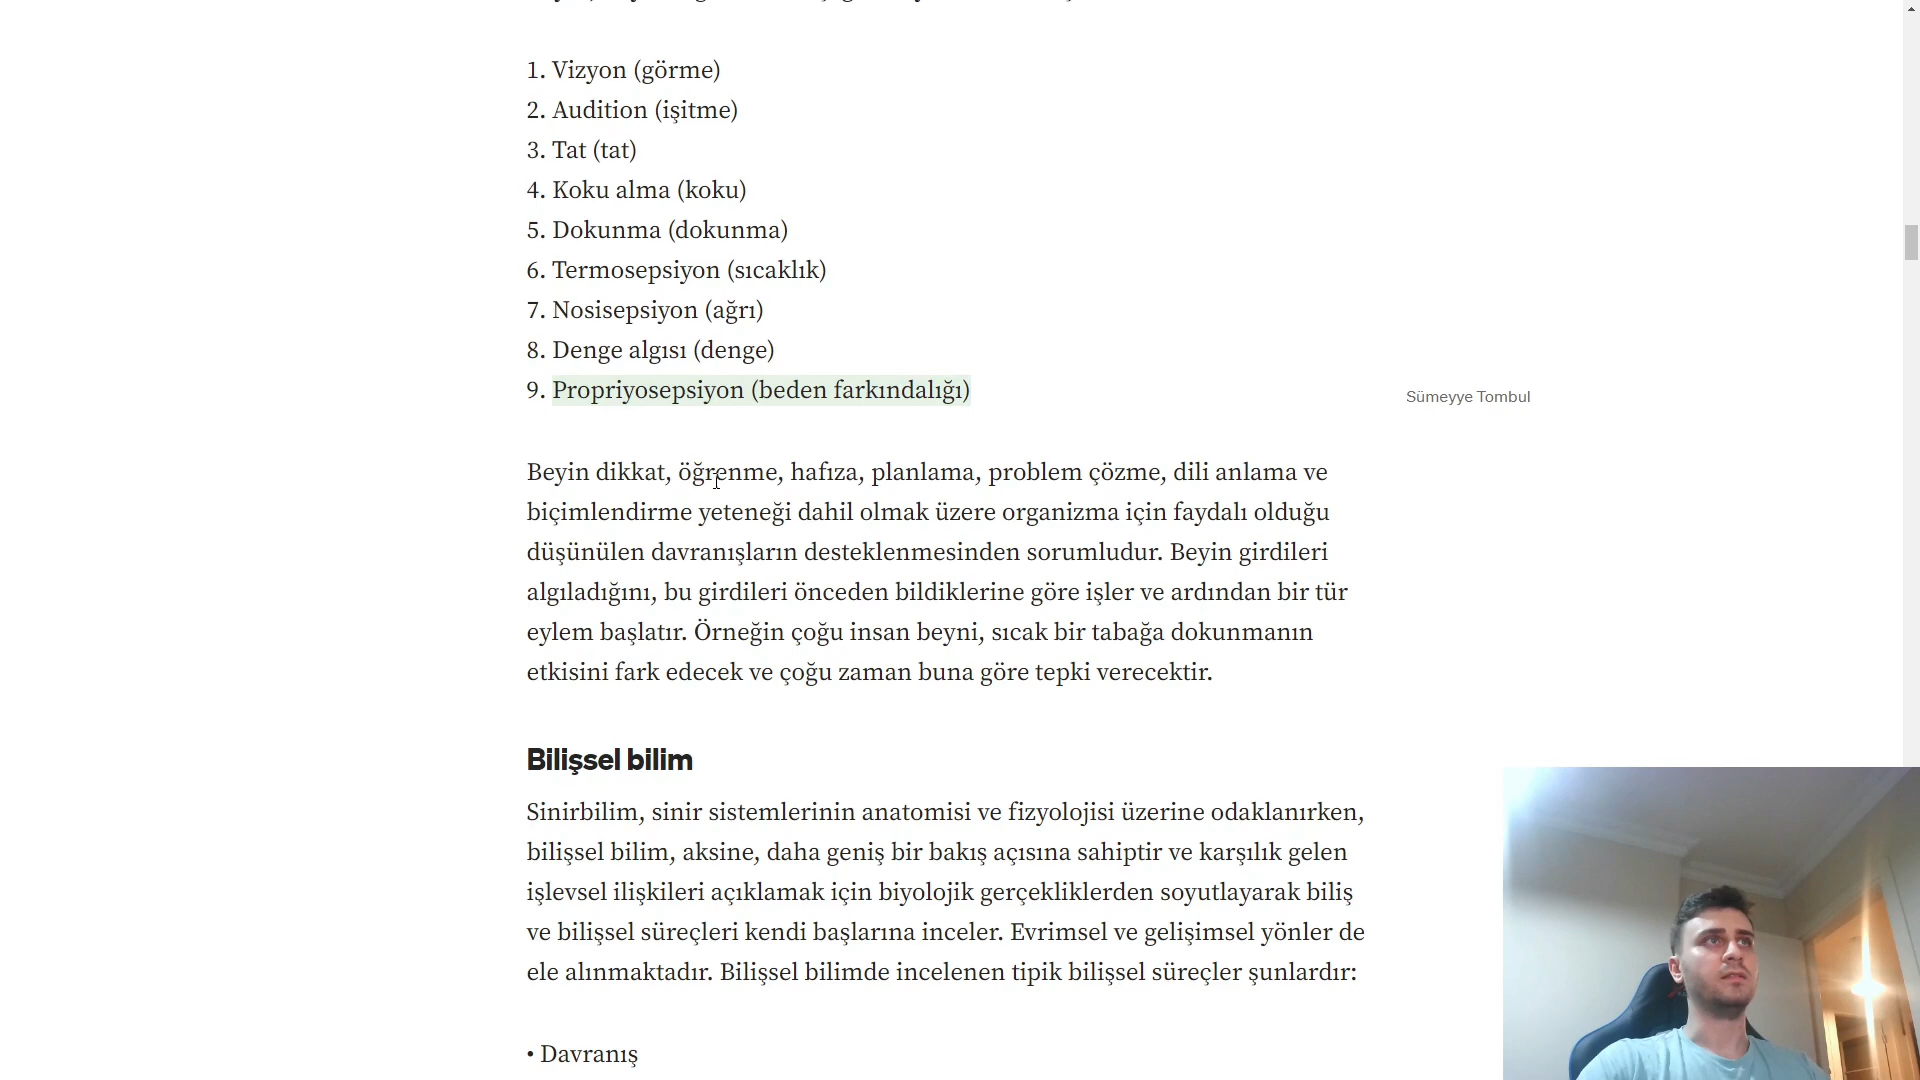 1. Vizyon (görme)
2. Audition (işitme)
3. Tat (tat)
4. Koku alma (koku)
5. Dokunma (dokunma)
6. Termosepsiyon (sıcaklık)
7. Nosisepsiyon (ağrı)
8. Denge algısı (denge)
9. Propriyosepsiyon (beden farkındalığı)
Sümeyye Tombul
Beyin dikkat, öğrenme, hafıza, planlama, problem çözme, dili anlama ve
biçimlendirme yeteneği dahil olmak üzere organizma için faydalı olduğu
düşünülen davranışların desteklenmesinden sorumludur. Beyin girdileri
algıladığını, bu girdileri önceden bildiklerine göre işler ve ardından bir tür
eylem başlatır. Örneğin çoğu insan beyni, sıcak bir tabağa dokunmanın
etkisini fark edecek ve çoğu zaman buna göre tepki verecektir.
Bilişsel bilim
Sinirbilim, sinir sistemlerinin anatomisi ve fizyolojisi üzerine odaklanırken,
bilişsel bilim, aksine, daha geniş bir bakış açısına sahiptir ve karşılık gelen
işlevsel ilişkileri açıklamak için biyolojik gerçekliklerden soyutlayarak biliş
ve bilişsel süreçleri kendi başlarına inceler. Evrimsel ve gelişimsel yönler de
ele alınmaktadır. Bilişsel bilimde incelenen tipik bilişsel süreçler şunlardır:
• Davranış